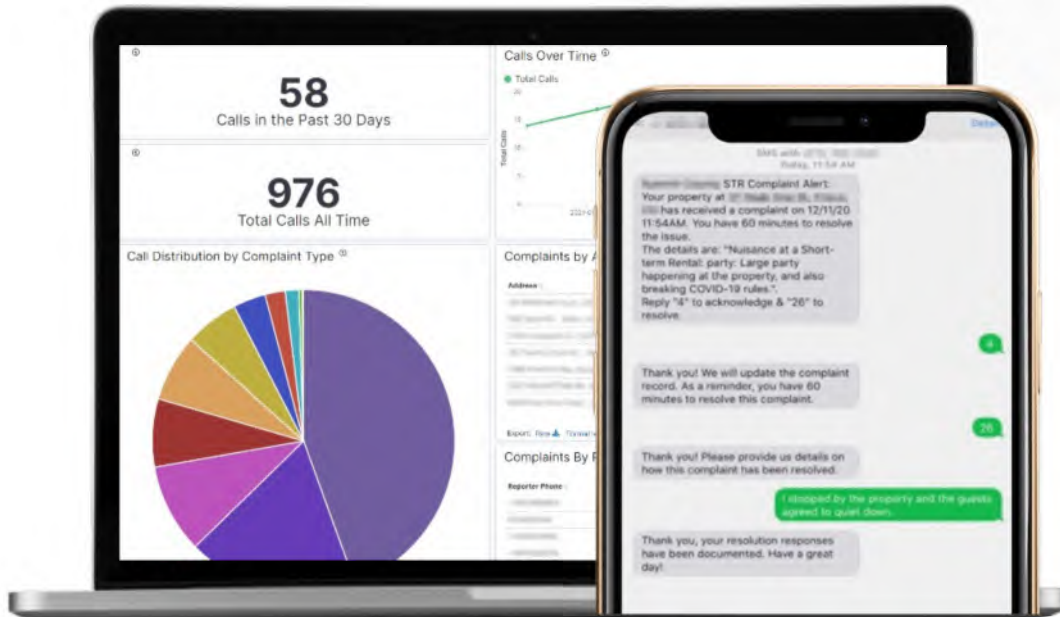 58
Calls in the Past 30 Days
976
Total Calls All Time
Call Distribution by Complaint Type
Calls Over Time
Total Calls
20
Total Calls
Complaints by
Address
Export: Raw
Complaints By
Reporter Phone
Today, 11:54 AM
STR Complaint Alert:
Your property at
has received a complaint on 12/11/20
11:54AM. You have 60 minutes to resolve
the issue.
The details are: "Nuisance at a Short-
term Rental: party: Large party
happening at the property, and also
breaking COVID-19 rules.".
Reply "4" to acknowledge & "26" to
resolve.
4
Thank you! We will update the complaint
record. As a reminder, you have 60
minutes to resolve this complaint.
26
Thank you! Please provide us details on
how this complaint has been resolved.
I stopped by the property and the guests
agreed to quiet down.
Thank you, your resolution responses
have been documented. Have a great
day!